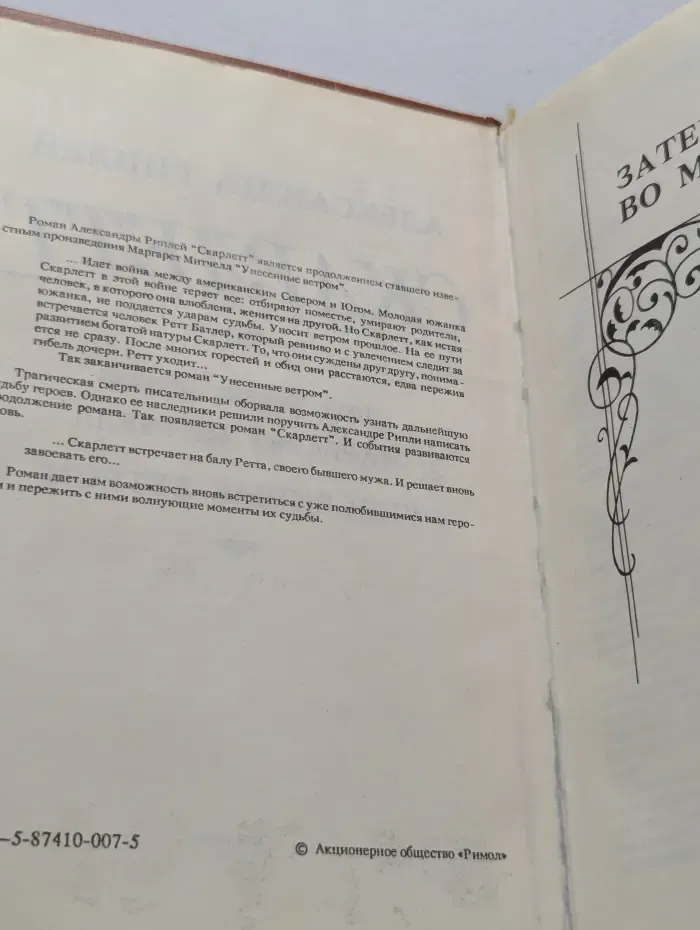 Роман Александры Риплей "Скарлетт" является продолжением ставшего изве-
стным произведения Маргарет Митчелл "Унесенные ветром".
... Идет война между американским Севером и Югом. Молодая южанка
Скарлетт в этой войне теряет все: отбирают поместье, умирают родители,
человек, в которого она влюблена, женится на другой. Но Скарлетт, как истая
южанка, не поддается ударам судьбы. Уносит ветром прошлое. На ее пути
встречается человек Ретт Батлер, который ревниво и с увлечением следит за
развитием богатой натуры Скарлетт. То, что они суждены друг другу, понима-
ется не сразу. После многих горестей и обид они расстаются, едва пережив
гибель дочери. Ретт уходит...
Так заканчивается роман "Унесенные ветром".
Трагическая смерть писательницы оборвала возможность узнать дальнейшую
удьбу героев. Однако ее наследники решили поручить Александре Рипли написать
родолжение романа. Так появляется роман "Скарлетт". И события развиваются
новь.
... Скарлетт встречает на балу Ретта, своего бывшего мужа. И решает вновь
завоевать его...
Роман дает нам возможность вновь встретиться с уже полюбившимися нам геро-
и и пережить с ними волнующие моменты их судьбы.
–5-87410-007-5
© Акционерное общество «Римол»
ЗАТЕ
ВО М